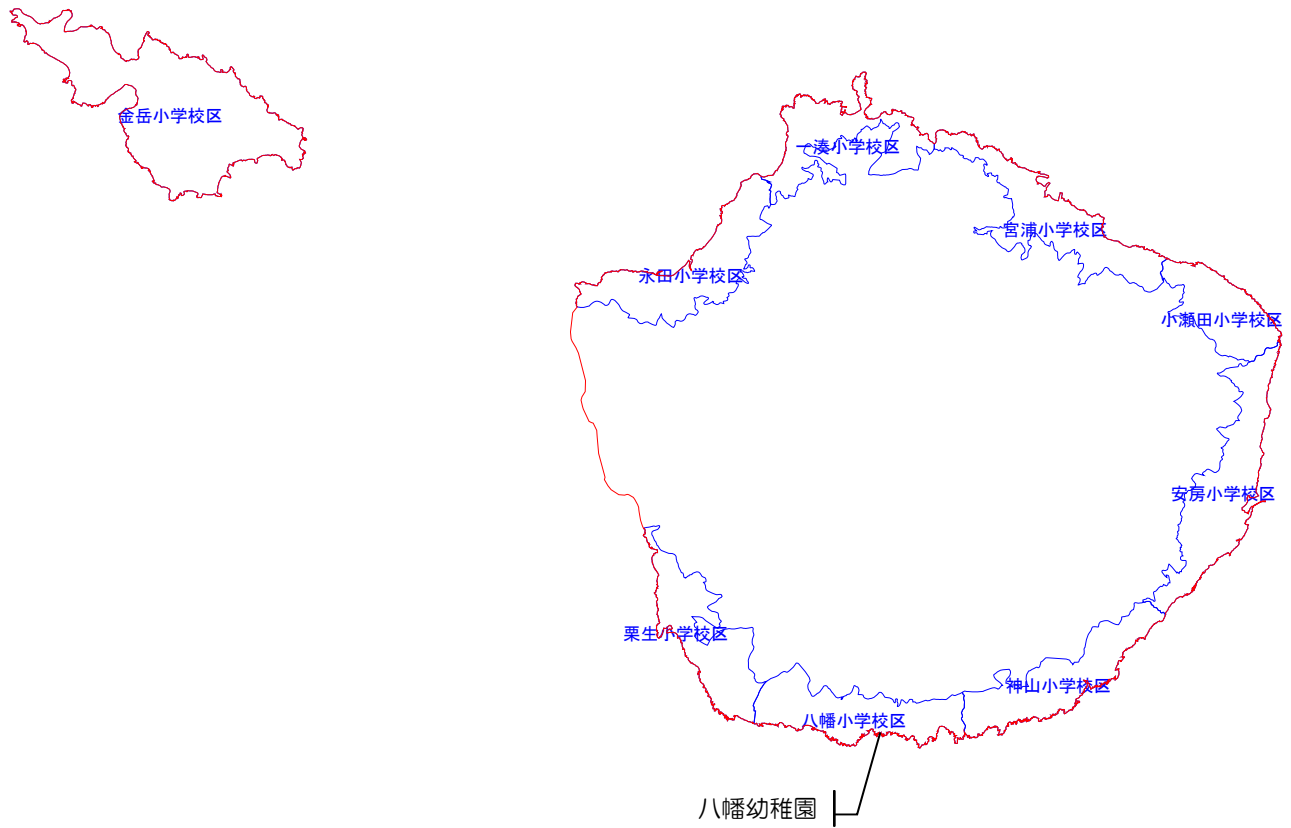 金岳小学校区
一湊小学校区
宮浦小学校区
永田小学校区
小瀬田小学校区
安房小学校区
栗生小学校区
神山小学校区
八幡小学校区
八幡幼稚園